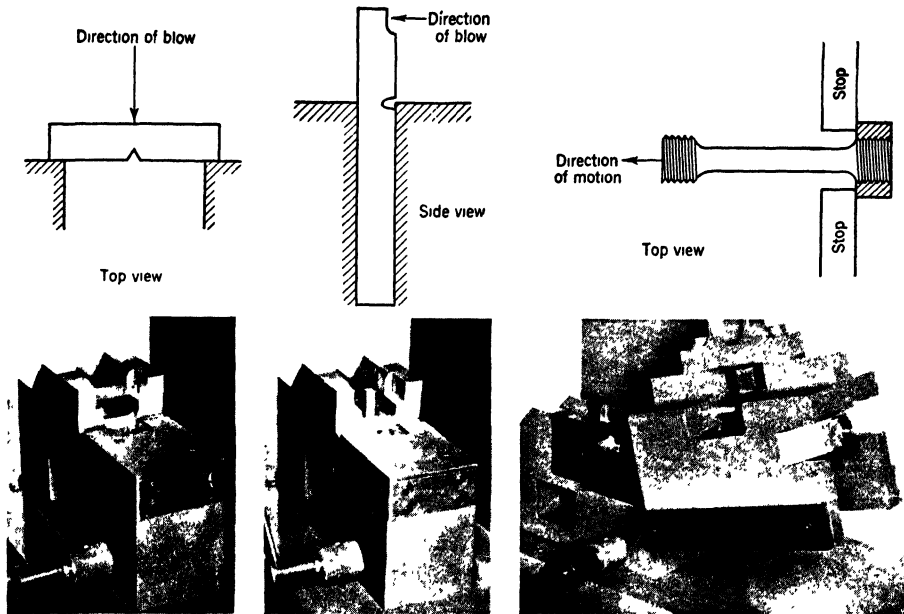 Direction of blow
Top view
Direction
of blow
Side view
Direction
of motion
Top view
Stop
Stop